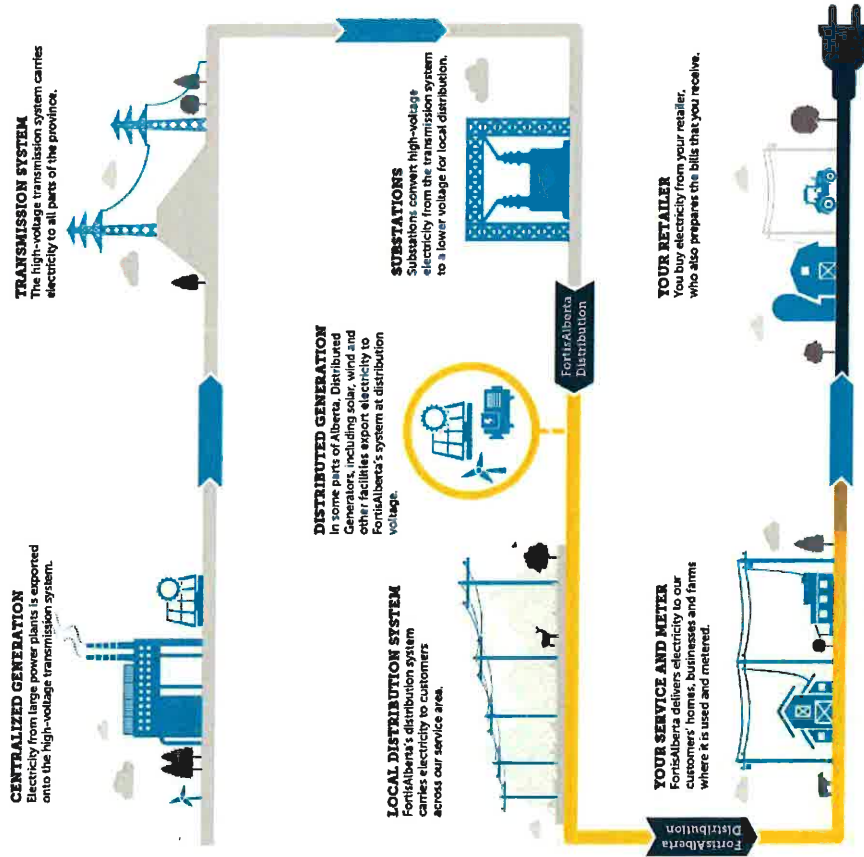 CENTRALIZED GENERATION
Electricity from large power plants is exported
onto the high-voltage transmission system.
TRANSMISSION SYSTEM
The high-voltage transmission system carries
electricity to all parts of the province.
DISTRIBUTED GENERATION
In some parts of Alberta, Distributed
Generators, including solar, wind and
other facilities export electricity to
FortisAlberta's system at distribution
voltage.
SUBSTATIONS
Substations convert high-voltage
electricity from the transmission system
to a lower voltage for local distribution.
FortisAlberta
Distribution
LOCAL DISTRIBUTION SYSTEM
FortisAlberta's distribution system
carries electricity to customers
across our service area.
FortisAlberta
Distribution
YOUR SERVICE AND METER
FortisAlberta delivers electricity to our
customers' homes, businesses and farms
where it is used and metered.
YOUR RETAILER
You buy electricity from your retailer,
who also prepares the bills that you receive.